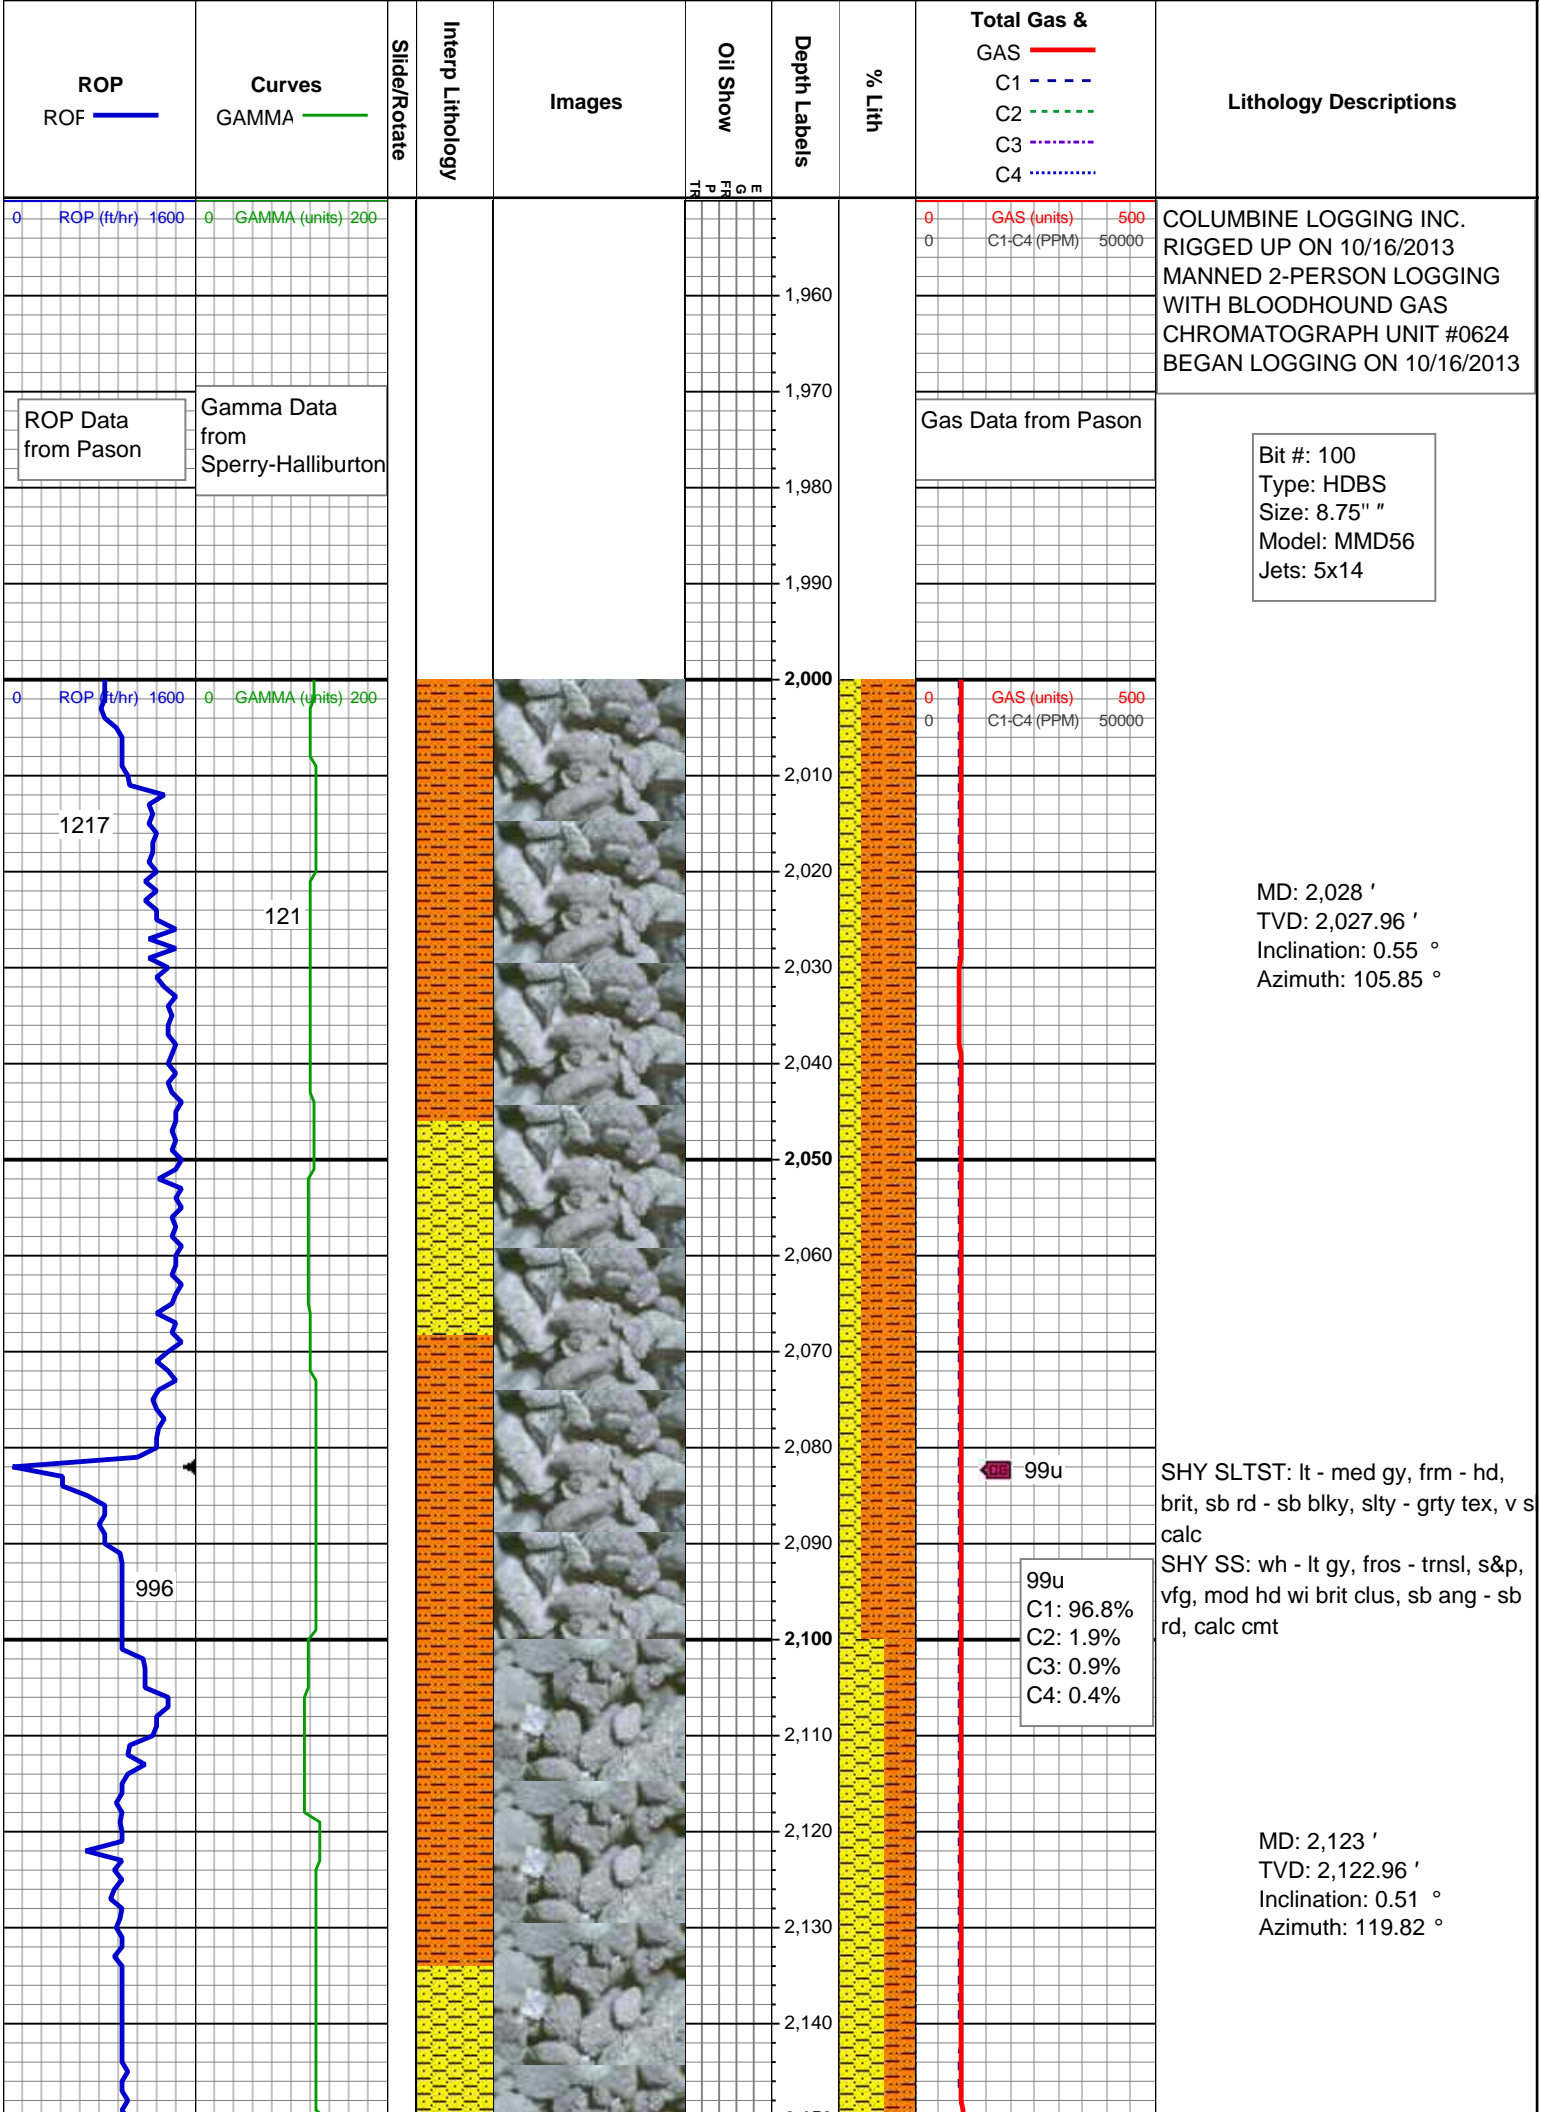 ROP
ROP
Curves
GAMMA
Slide/Rotate
Interp Lithology
Images
Oil Show
TR P FR G E
Depth Labels
% Lith
Total Gas &
GAS
C1
C2
C3
C4
Lithology Descriptions
0 ROP (ft/hr) 1600
0 GAMMA (units) 200
0 GAS (units) 500
0 C1-C4 (PPM) 50000
COLUMBINE LOGGING INC.
RIGGED UP ON 10/16/2013
MANNED 2-PERSON LOGGING
WITH BLOODHOUND GAS
CHROMATOGRAPH UNIT #0624
BEGAN LOGGING ON 10/16/2013
1,960
1,970
ROP Data
from Pason
Gamma Data
from
Sperry-Halliburton
Gas Data from Pason
1,980
Bit #: 100
Type: HDBS
Size: 8.75" "
Model: MMD56
Jets: 5x14
1,990
2,000
0 ROP (ft/hr) 1600
0 GAMMA (units) 200
0 GAS (units) 500
0 C1-C4 (PPM) 50000
2,010
1217
2,020
121
MD: 2,028 '
TVD: 2,027.96 '
Inclination: 0.55 °
Azimuth: 105.85 °
2,030
2,040
2,050
2,060
2,070
2,080
DG 99u
SHY SLTST: lt - med gy, frm - hd,
brit, sb rd - sb blky, slty - grty tex, v s
calc
SHY SS: wh - lt gy, fros - trnsl, s&p,
vfg, mod hd wi brit clus, sb ang - sb
rd, calc cmt
2,090
996
99u
C1: 96.8%
C2: 1.9%
C3: 0.9%
C4: 0.4%
2,100
2,110
2,120
MD: 2,123 '
TVD: 2,122.96 '
Inclination: 0.51 °
Azimuth: 119.82 °
2,130
2,140